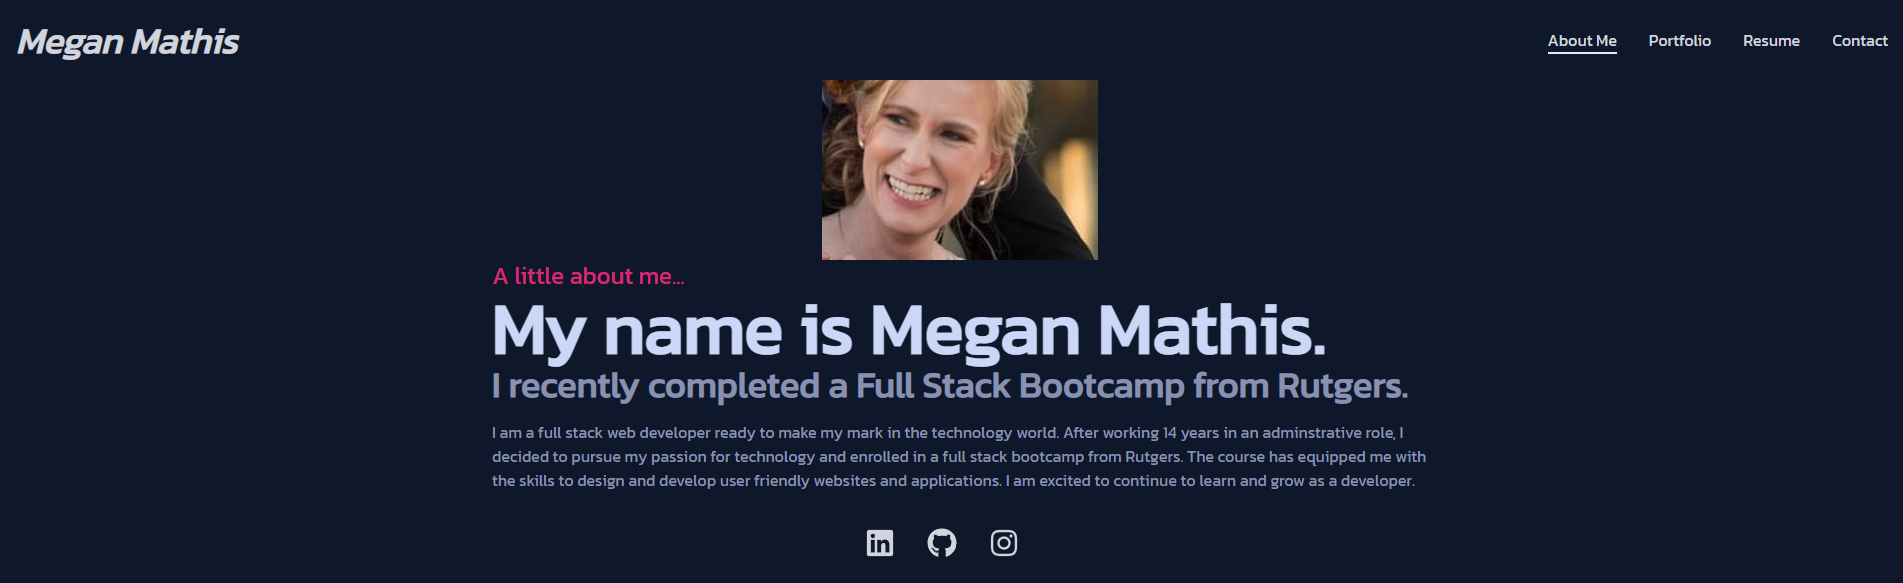 Megan Mathis
About Me
Portfolio
Resume
Contact
A little about me...
My name is Megan Mathis.
I recently completed a Full Stack Bootcamp from Rutgers.
I am a full stack web developer ready to make my mark in the technology world. After working 14 years in an adminstrative role, I
decided to pursue my passion for technology and enrolled in a full stack bootcamp from Rutgers. The course has equipped me with
the skills to design and develop user friendly websites and applications. I am excited to continue to learn and grow as a developer.
in